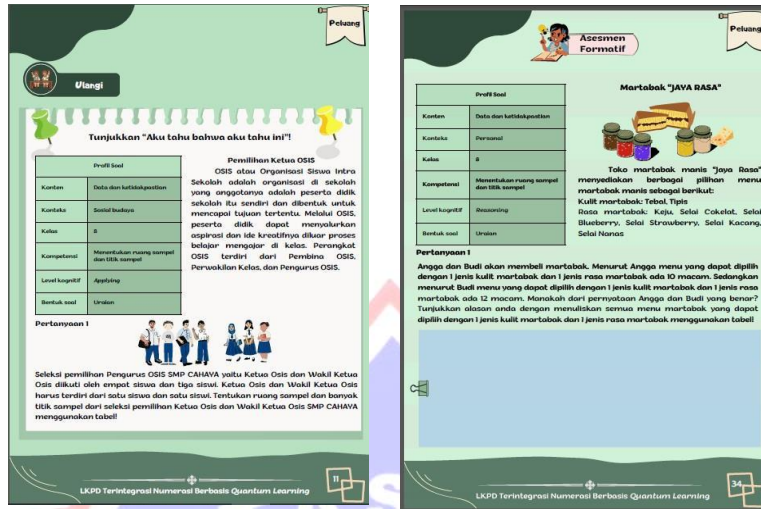 Peluang
Ulangi
Tunjukkan "Aku tahu bahwa aku tahu ini"!
Profil Soal
Konten Data dan ketidakpastian
Konteks Sosial budaya
Kelas 8
Kompetensi Menentukan ruang sampel
dan titik sampel
Level kognitif Applying
Bentuk soal Uraian
Pemilihan Ketua OSIS
OSIS atau Organisasi Siswa Intra
Sekolah adalah organisasi di sekolah
yang anggotanya adalah peserta didik
sekolah itu sendiri dan dibentuk untuk
mencapai tujuan tertentu. Melalui OSIS,
peserta didik dapat menyalurkan
aspirasi dan ide kreatifnya diluar proses
belajar mengajar di kelas. Perangkat
OSIS terdiri dari Pembina OSIS,
Perwakilan Kelas, dan Pengurus OSIS.
Pertanyaan 1
Seleksi pemilihan Pengurus OSIS SMP CAHAYA yaitu Ketua Osis dan Wakil Ketua
Osis diikuti oleh empat siswa dan tiga siswi. Ketua Osis dan Wakil Ketua Osis
harus terdiri dari satu siswa dan satu siswi. Tentukan ruang sampel dan banyak
titik sampel dari seleksi pemilihan Ketua Osis dan Wakil Ketua Osis SMP CAHAYA
menggunakan tabel!
LKPD Terintegrasi Numerasi Berbasis Quantum Learning
11
Peluang
Asesmen
Formatif
Profil Soal
Konten Data dan ketidakpastian
Konteks Personal
Kelas 8
Kompetensi Menentukan ruang sampel
dan titik sampel
Level kognitif Reasoning
Bentuk soal Uraian
Martabak "JAYA RASA"
Toko martabak manis "Jaya Rasa"
menyediakan berbagai pilihan menu
martabak manis sebagai berikut:
Kulit martabak: Tebal, Tipis
Rasa martabak: Keju, Selai Cokelat, Selai
Blueberry, Selai Strawberry, Selai Kacang,
Selai Nanas
Pertanyaan 1
Angga dan Budi akan membeli martabak. Menurut Angga menu yang dapat dipilih
dengan 1 jenis kulit martabak dan 1 jenis rasa martabak ada 10 macam. Sedangkan
menurut Budi menu yang dapat dipilih dengan 1 jenis kulit martabak dan 1 jenis rasa
martabak ada 12 macam. Manakah dari pernyataan Angga dan Budi yang benar?
Tunjukkan alasan anda dengan menuliskan semua menu martabak yang dapat
dipilih dengan 1 jenis kulit martabak dan 1 jenis rasa martabak menggunakan tabel!
LKPD Terintegrasi Numerasi Berbasis Quantum Learning
34